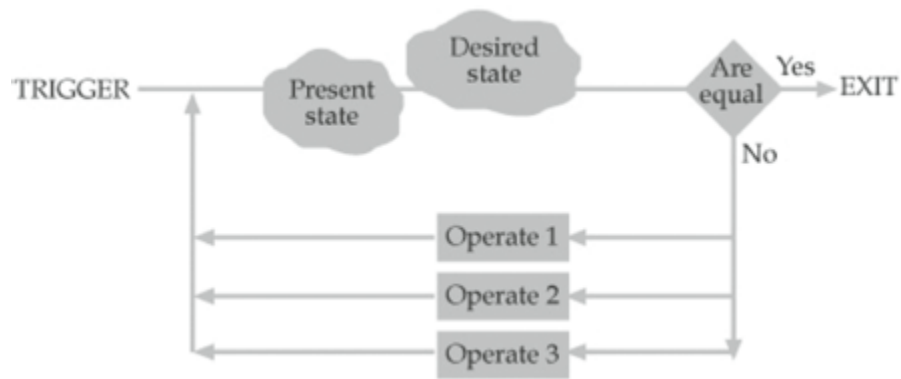 Desired
state
Present
state
TRIGGER
Are
equal
Yes
EXIT
No
Operate 1
Operate 2
Operate 3